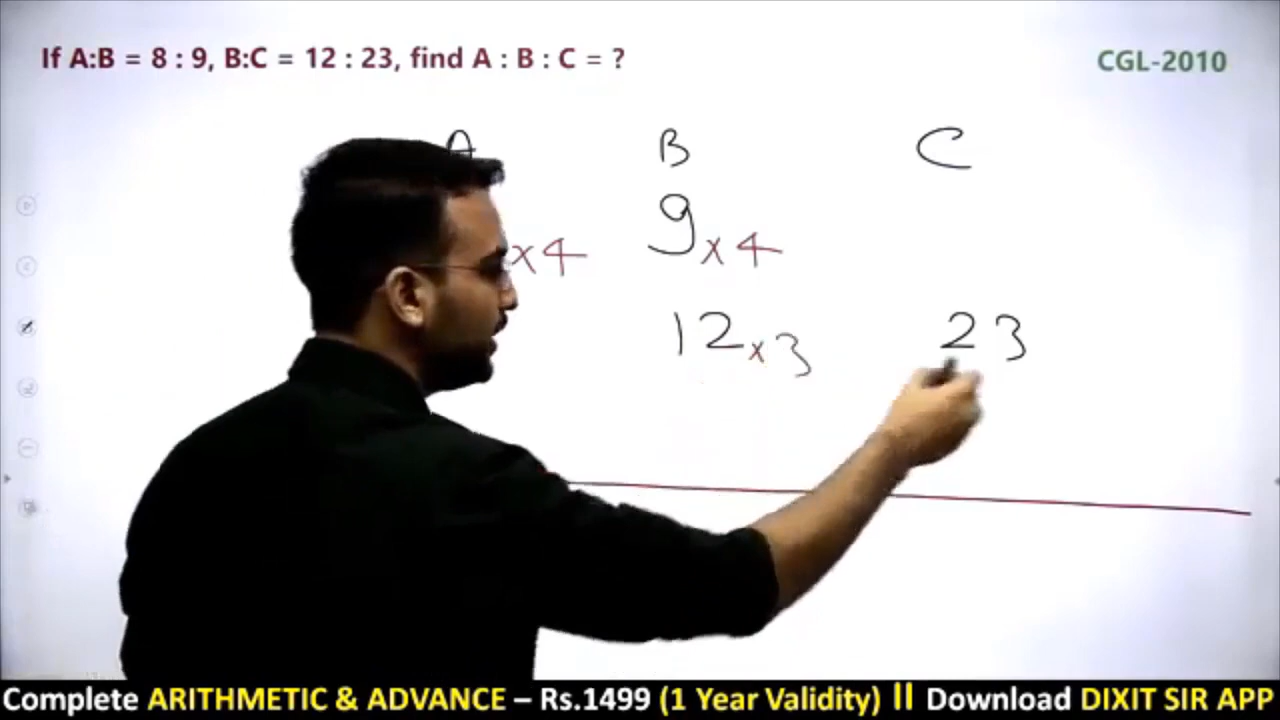 If A:B = 8 : 9, B:C = 12 : 23, find A : B : C = ?
CGL-2010
A B C
x4 9x4
12x3 23
Complete ARITHMETIC & ADVANCE – Rs.1499 (1 Year Validity) II Download DIXIT SIR APP